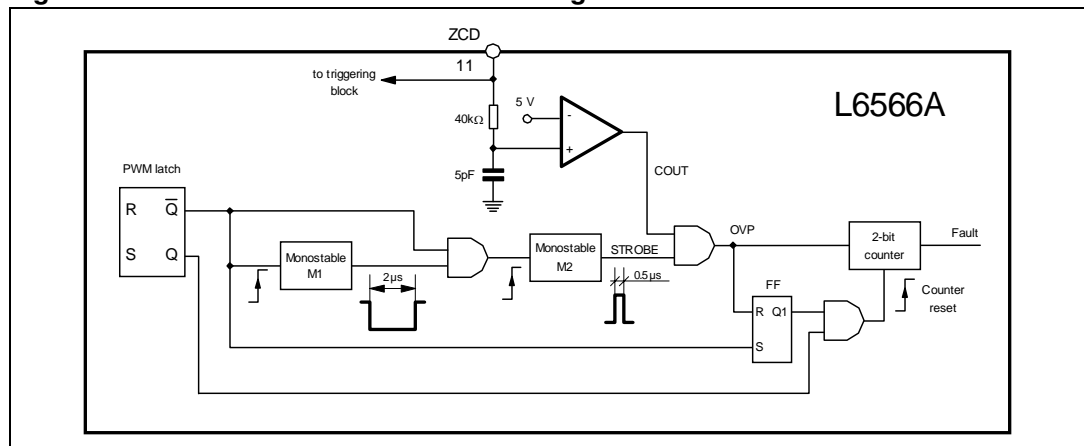 ZCD
11
to triggering
block
L6566A
5 V
40kΩ
-
+
COUT
PWM latch
5pF
R Q̅
OVP
2-bit
counter
Fault
S Q
Monostable
M1
Monostable
M2
STROBE
2µs
0.5µs
FF
Counter
reset
R Q1
S